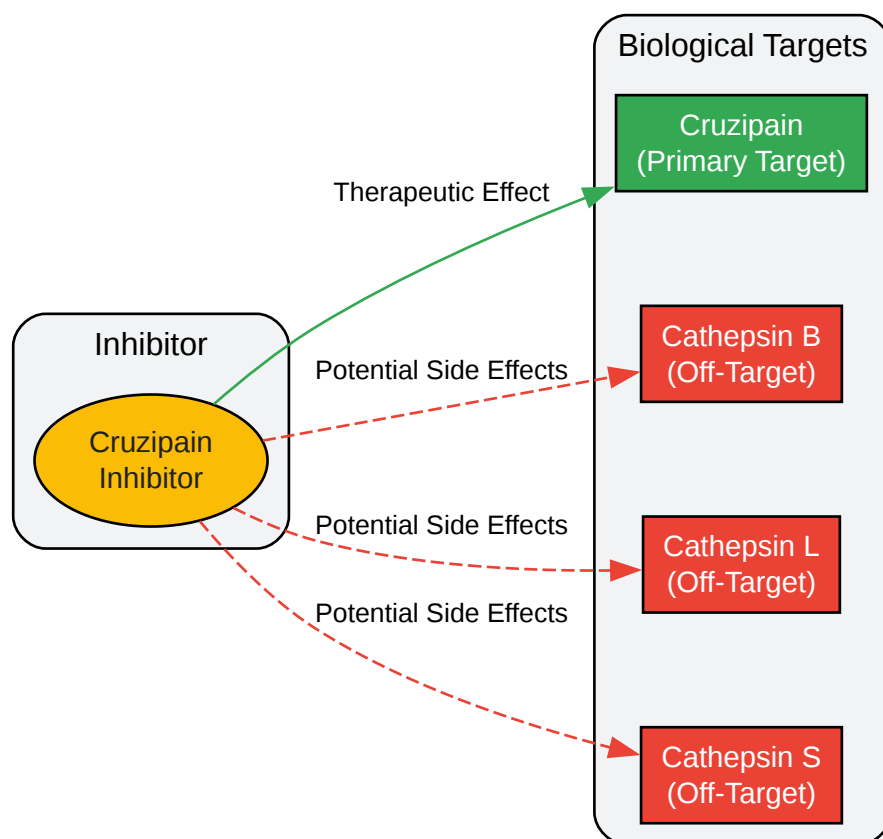 Biological Targets
Cruzipain
(Primary Target)
Therapeutic Effect
Inhibitor
Cruzipain
Inhibitor
Potential Side Effects
Cathepsin B
(Off-Target)
Potential Side Effects
Cathepsin L
(Off-Target)
Potential Side Effects
Cathepsin S
(Off-Target)